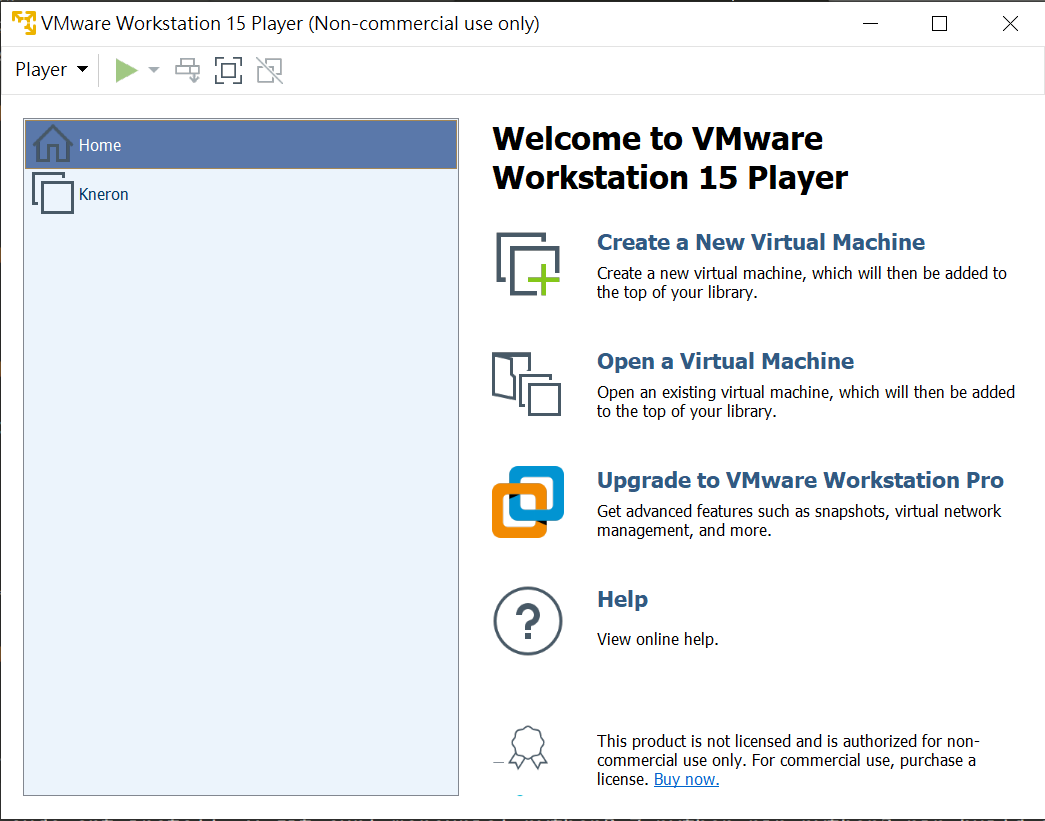 VMware Workstation 15 Player (Non-commercial use only)
Player
Home
Kneron
Welcome to VMware
Workstation 15 Player
Create a New Virtual Machine
Create a new virtual machine, which will then be added to
the top of your library.
Open a Virtual Machine
Open an existing virtual machine, which will then be added
to the top of your library.
Upgrade to VMware Workstation Pro
Get advanced features such as snapshots, virtual network
management, and more.
?
Help
View online help.
This product is not licensed and is authorized for non-
commercial use only. For commercial use, purchase a
license. Buy now.